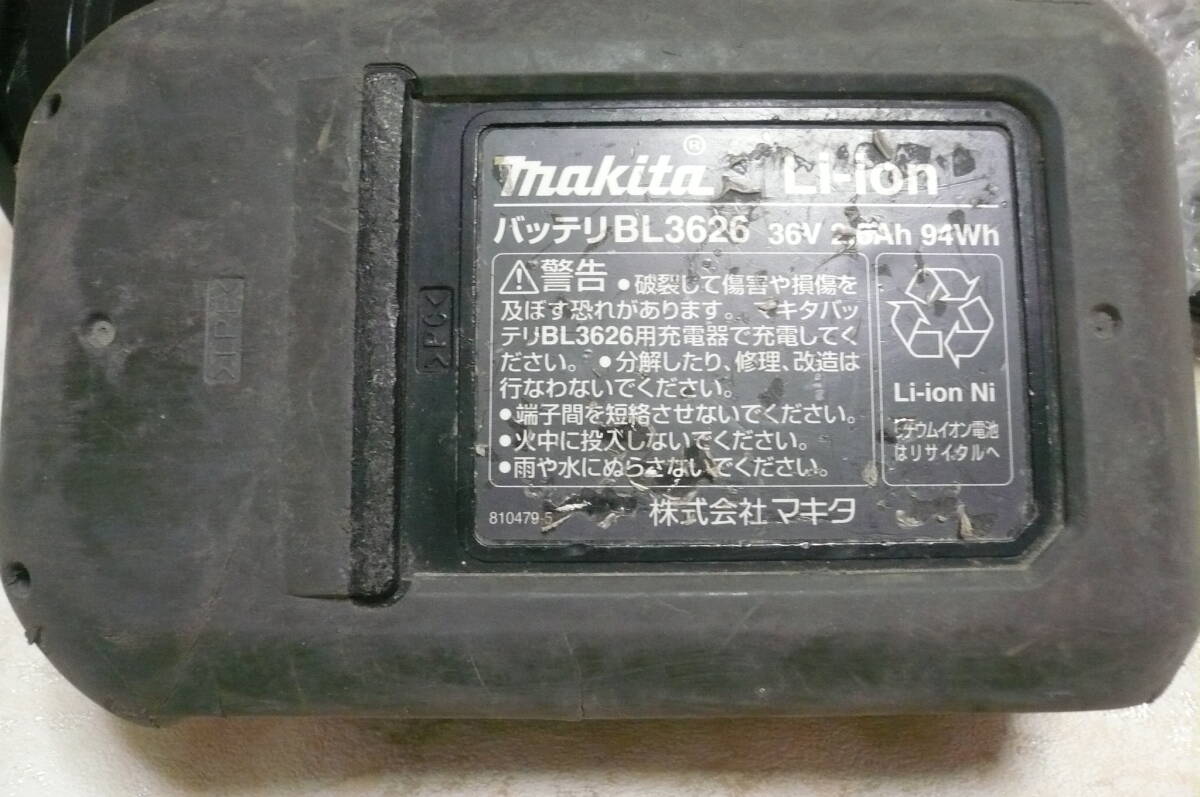 makita® Li-ion
バッテリBL3626 36V 2.6Ah 94Wh
⚠警告 ●破裂して傷害や損傷を
及ぼす恐れがあります。マキタバッ
テリBL3626用充電器で充電してく
ださい。●分解したり、修理、改造は
行なわないでください。
●端子間を短絡させないでください。
●火中に投入しないでください。
●雨や水にぬらさないでください。
Li-ion Ni
リチウムイオン電池
はリサイクルへ
810479-5
株式会社マキタ
>PC<